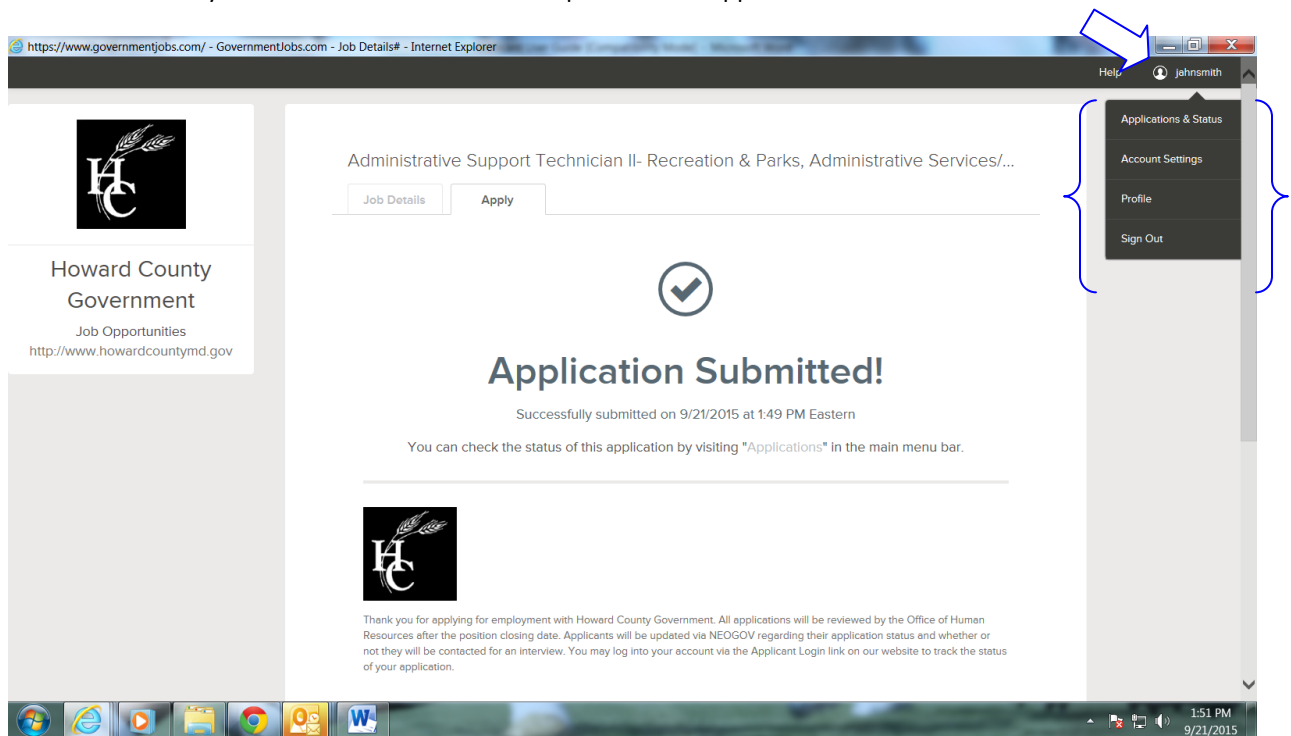 https://www.governmentjobs.com/ - GovernmentJobs.com - Job Details# - Internet Explorer
Help jahnsmith
Applications & Status
Account Settings
Profile
Sign Out
HC
Howard County
Government
Job Opportunities
http://www.howardcountymd.gov
Administrative Support Technician II- Recreation & Parks, Administrative Services/...
Job Details Apply
Application Submitted!
Successfully submitted on 9/21/2015 at 1:49 PM Eastern
You can check the status of this application by visiting "Applications" in the main menu bar.
HC
Thank you for applying for employment with Howard County Government. All applications will be reviewed by the Office of Human
Resources after the position closing date. Applicants will be updated via NEOGOV regarding their application status and whether or
not they will be contacted for an interview. You may log into your account via the Applicant Login link on our website to track the status
of your application.
1:51 PM
9/21/2015